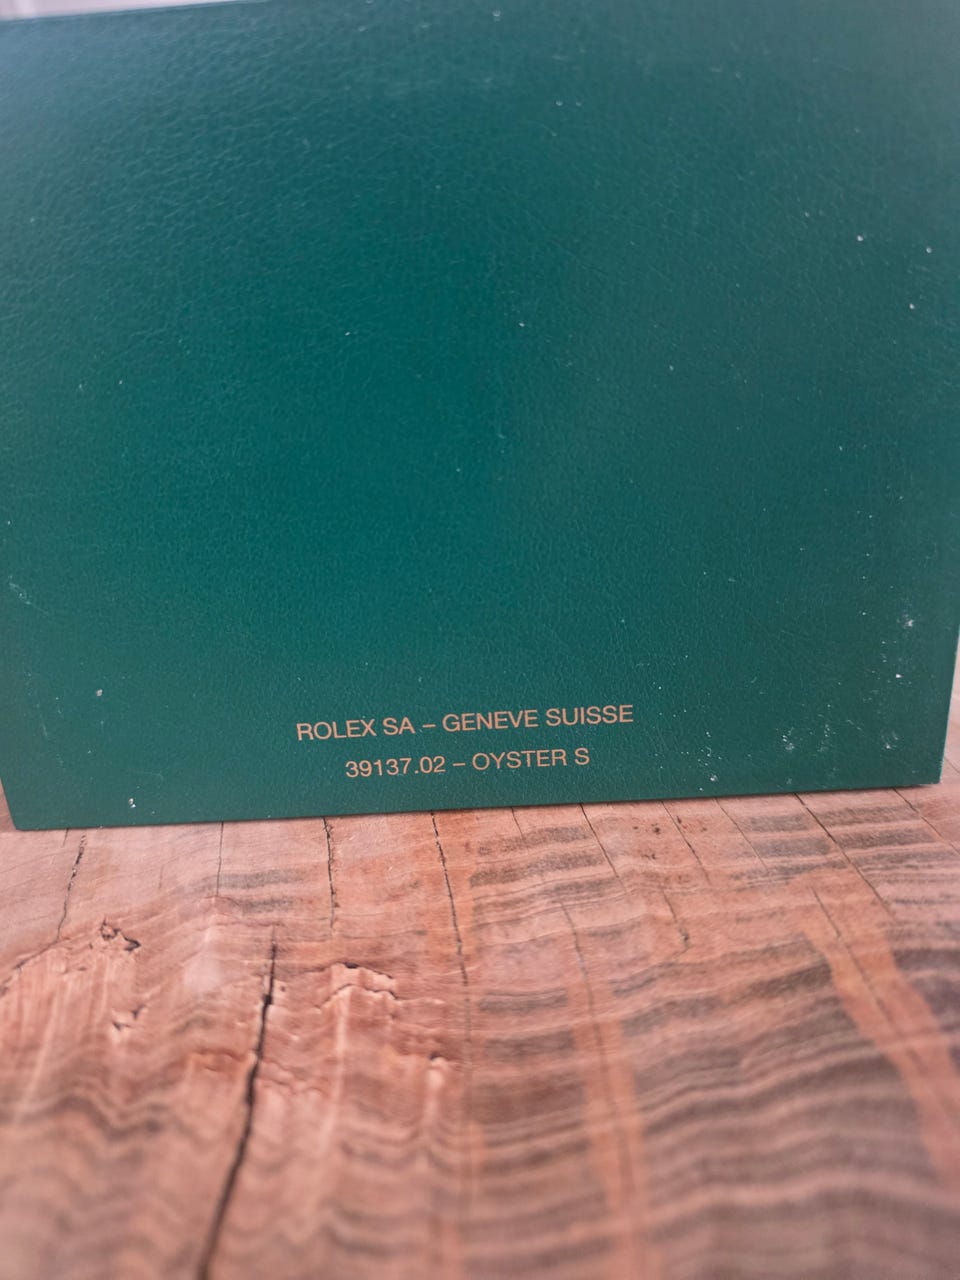 ROLEX SA – GENEVE SUISSE
39137.02 – OYSTER S